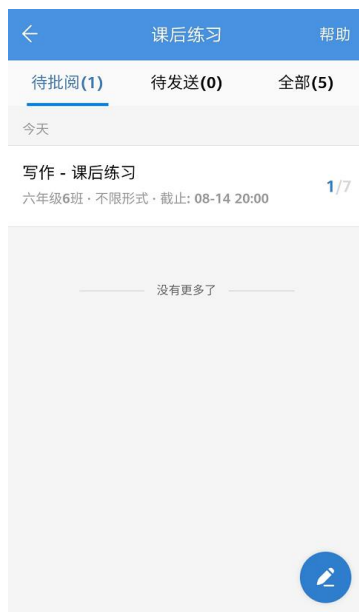 课后练习 帮助
待批阅(1) 待发送(0) 全部(5)
今天
写作 - 课后练习
六年级6班 · 不限形式 · 截止: 08-14 20:00 1/7
没有更多了